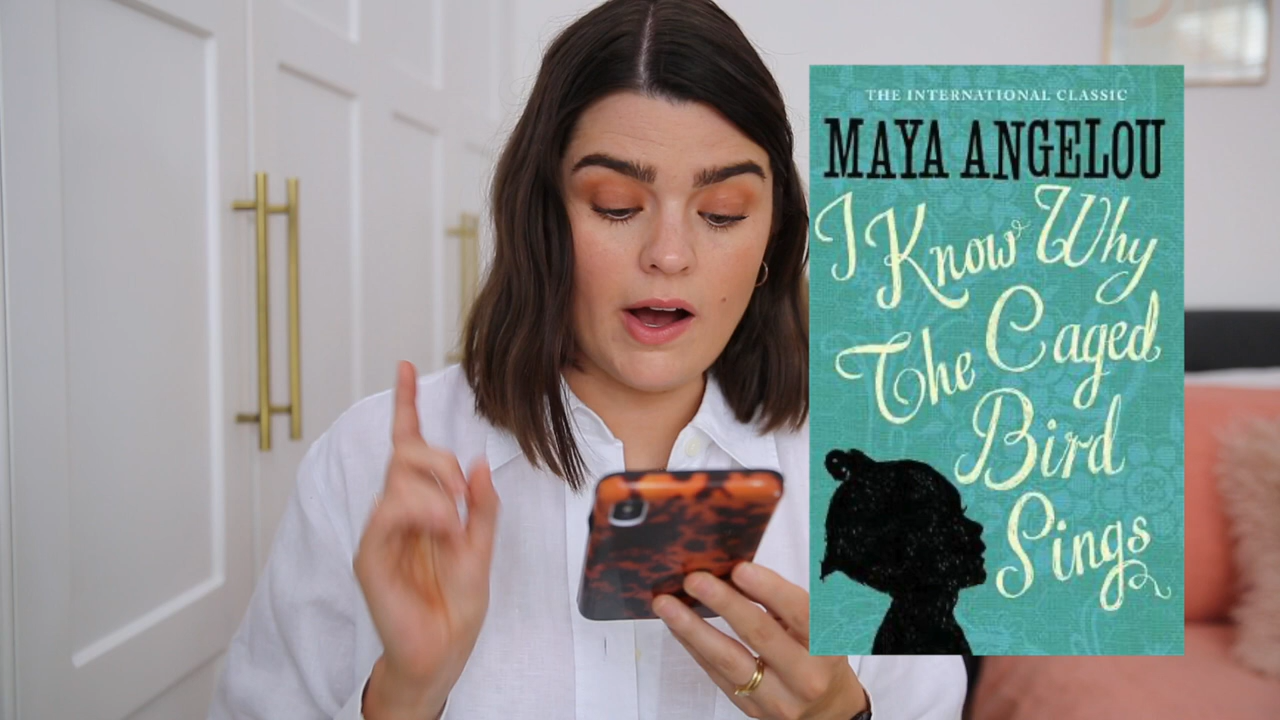 THE INTERNATIONAL CLASSIC
MAYA ANGELOU
I Know Why
The Caged
Bird
Sings